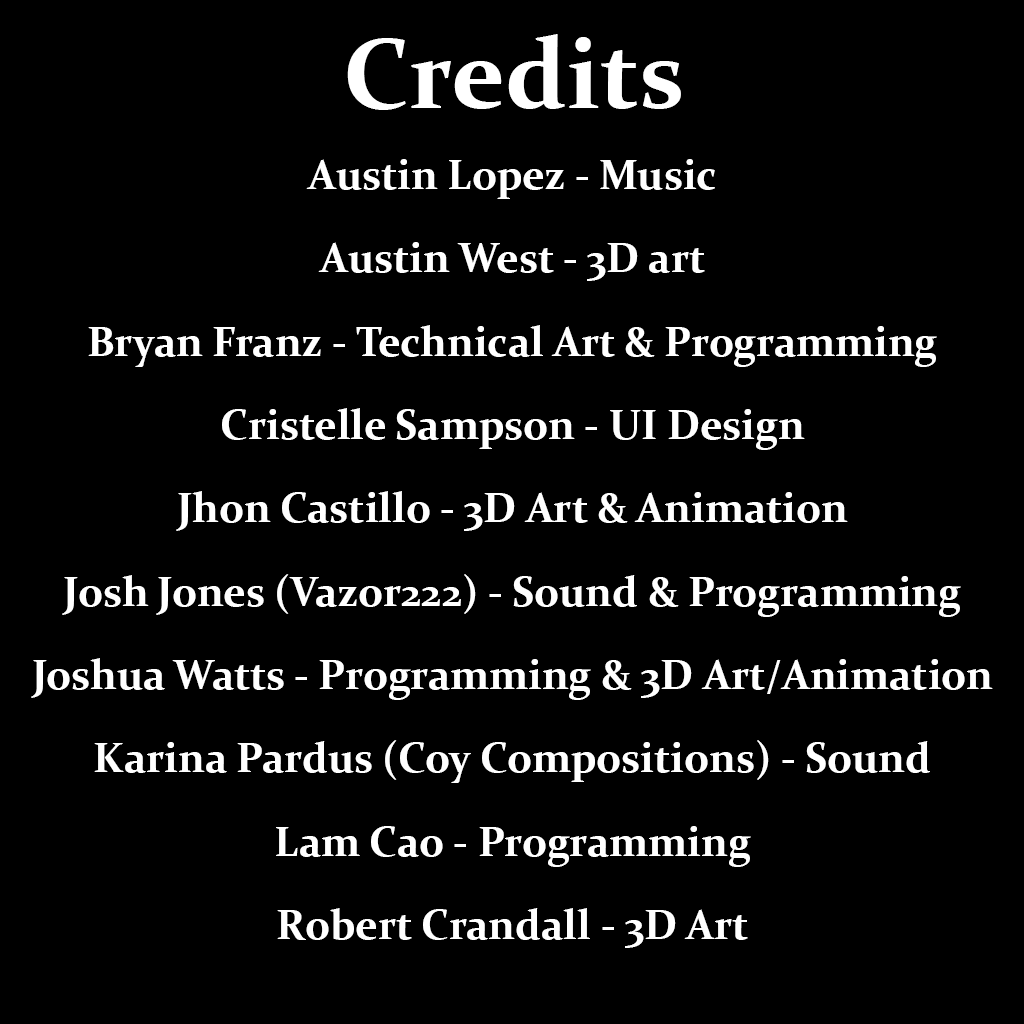 Credits
Austin Lopez - Music
Austin West - 3D art
Bryan Franz - Technical Art & Programming
Cristelle Sampson - UI Design
Jhon Castillo - 3D Art & Animation
Josh Jones (Vazor222) - Sound & Programming
Joshua Watts - Programming & 3D Art/Animation
Karina Pardus (Coy Compositions) - Sound
Lam Cao - Programming
Robert Crandall - 3D Art